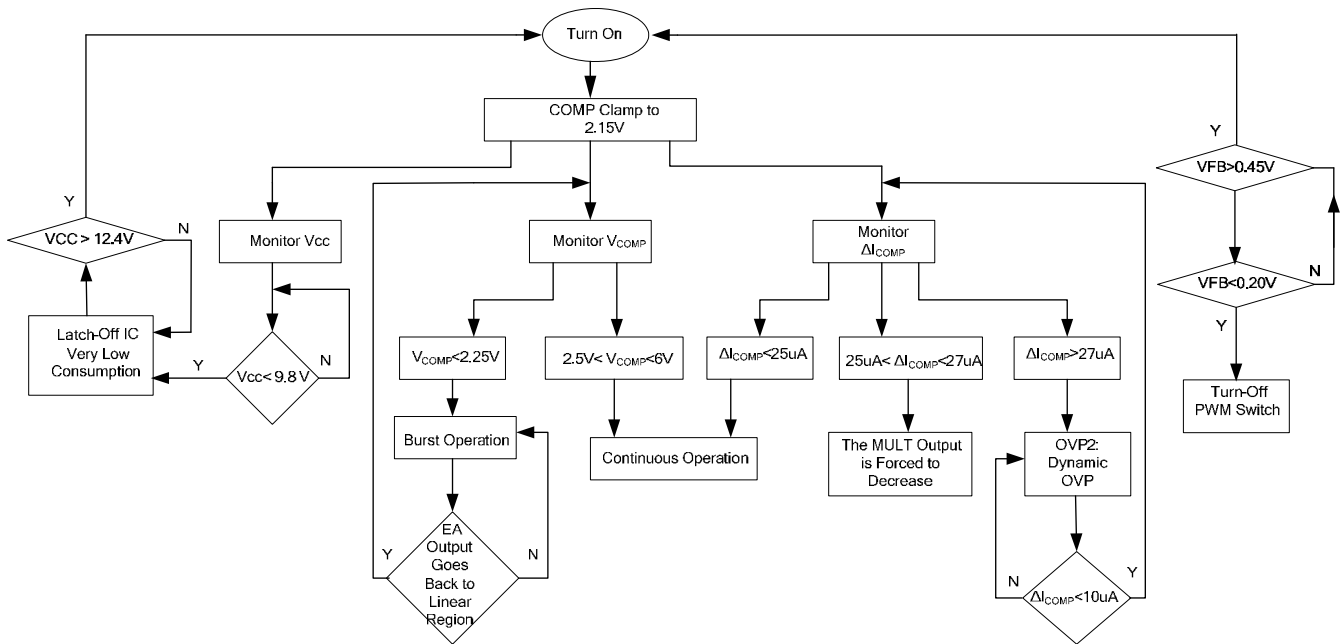 Turn On
COMP Clamp to
2.15V
Y
VCC > 12.4V
N
Latch-Off IC
Very Low
Consumption
Monitor Vcc
Y
Vcc< 9.8 V
N
Monitor VCOMP
VCOMP<2.25V
2.5V< VCOMP<6V
Burst Operation
Continuous Operation
EA
Output
Goes
Back to
Linear
Region
Y
N
Monitor
ΔICOMP
ΔICOMP<25uA
25uA< ΔICOMP<27uA
ΔICOMP>27uA
The MULT Output
is Forced to
Decrease
OVP2:
Dynamic
OVP
N
ΔICOMP<10uA
Y
Y
VFB>0.45V
VFB<0.20V
N
Y
Turn-Off
PWM Switch